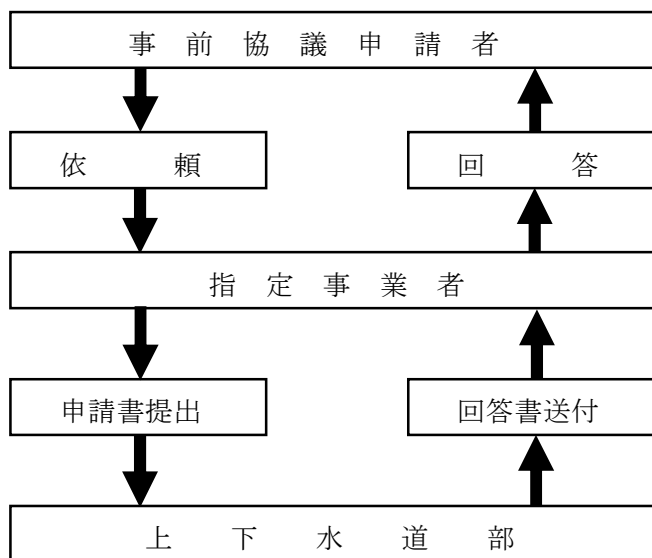 事前協議申請者
依頼
回答
指定事業者
申請書提出
回答書送付
上下水道部